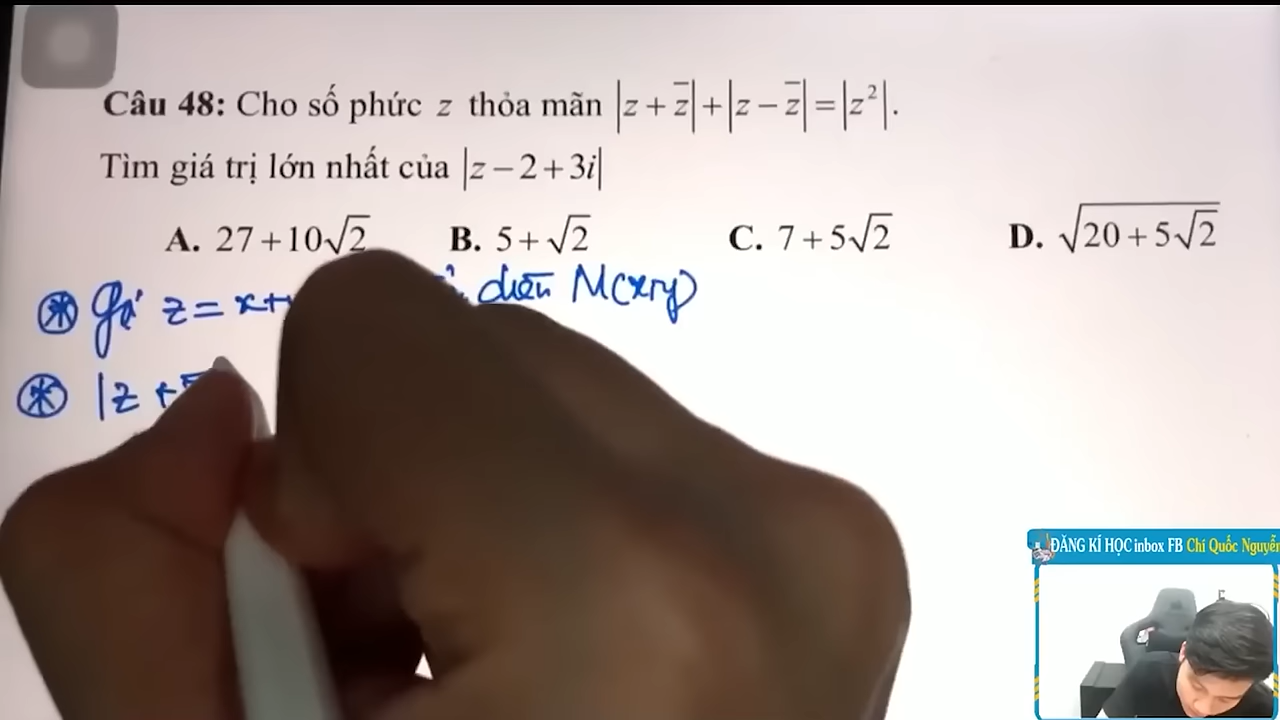 Câu 48: Cho số phức z thỏa mãn |z + z̅| + |z − z̅| = |z²|.
Tìm giá trị lớn nhất của |z − 2 + 3i|
A. 27 + 10√2 B. 5 + √2 C. 7 + 5√2 D. √(20 + 5√2)
z = x + diễn M(x,y)
|z +
ĐĂNG KÍ HỌC inbox FB Chí Quốc Nguyễn